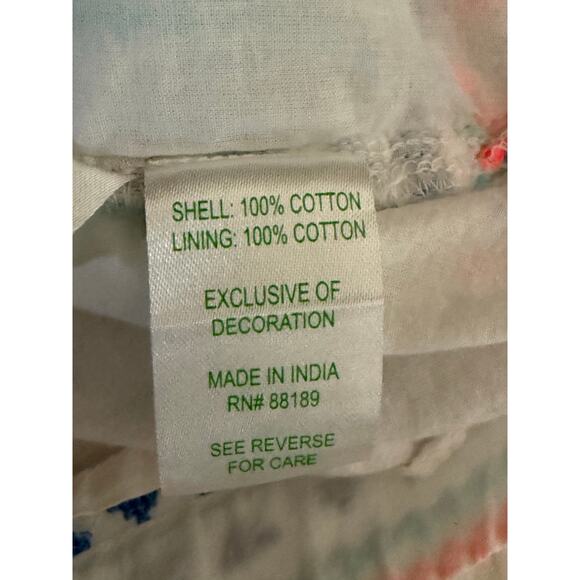 SHELL: 100% COTTON
LINING: 100% COTTON
EXCLUSIVE OF
DECORATION
MADE IN INDIA
RN# 88189
SEE REVERSE
FOR CARE